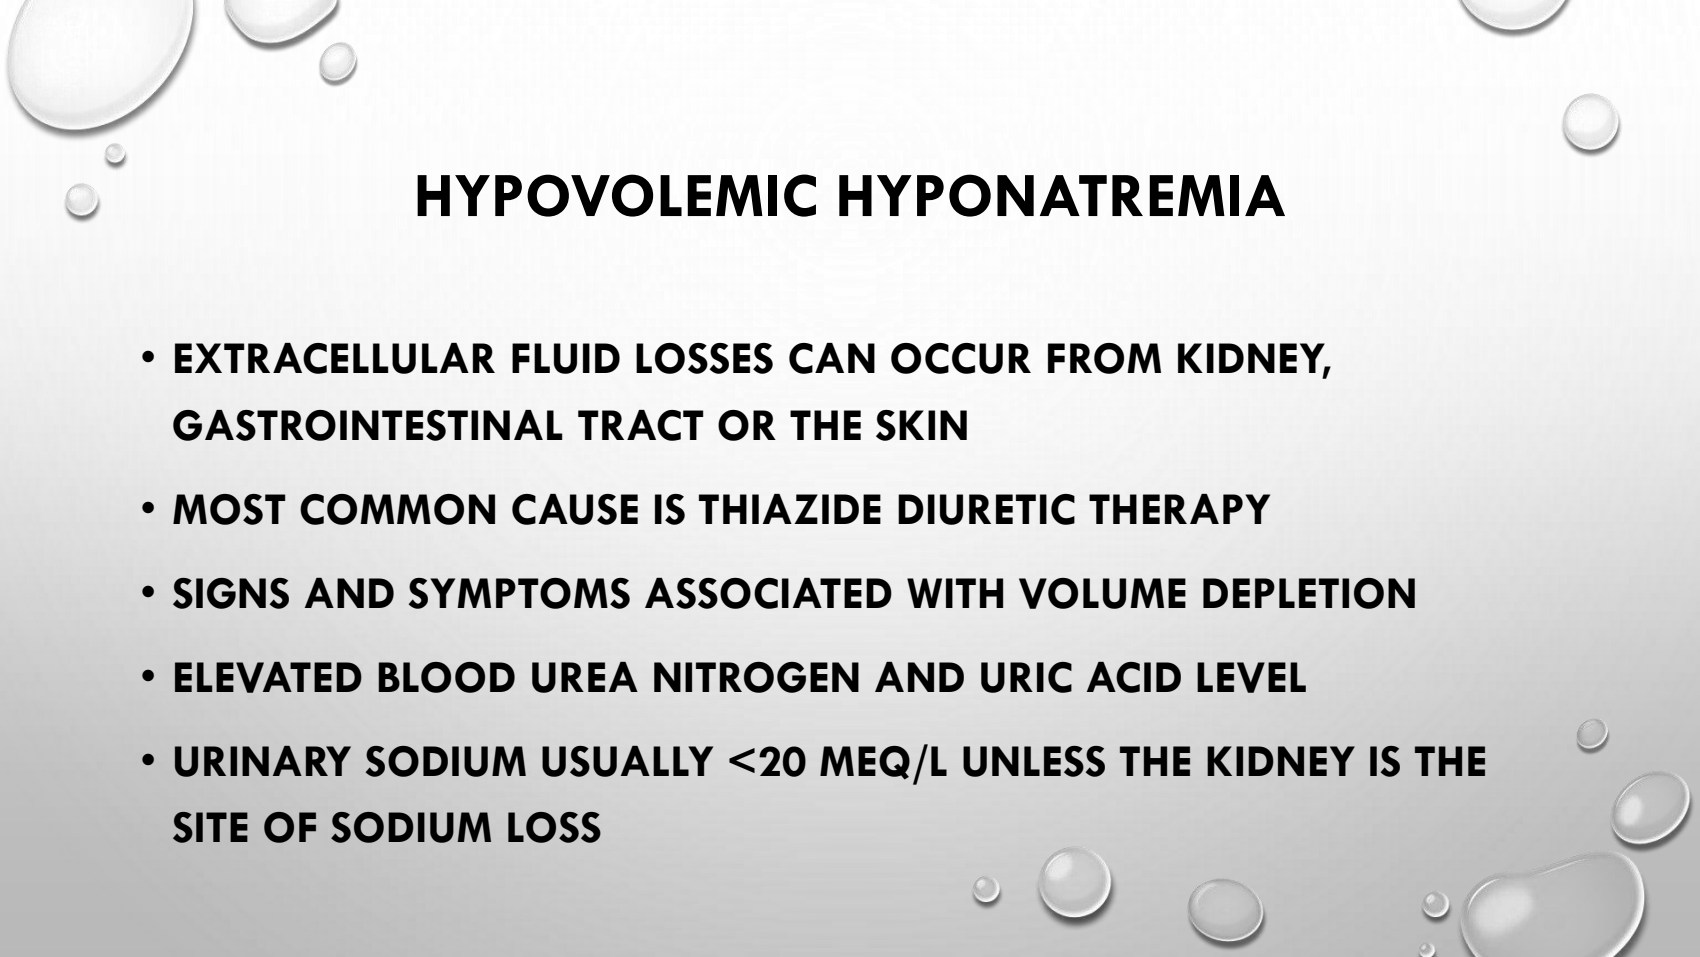 HYPOVOLEMIC HYPONATREMIA
• EXTRACELLULAR FLUID LOSSES CAN OCCUR FROM KIDNEY,
GASTROINTESTINAL TRACT OR THE SKIN
• MOST COMMON CAUSE IS THIAZIDE DIURETIC THERAPY
• SIGNS AND SYMPTOMS ASSOCIATED WITH VOLUME DEPLETION
• ELEVATED BLOOD UREA NITROGEN AND URIC ACID LEVEL
• URINARY SODIUM USUALLY <20 MEQ/L UNLESS THE KIDNEY IS THE
SITE OF SODIUM LOSS